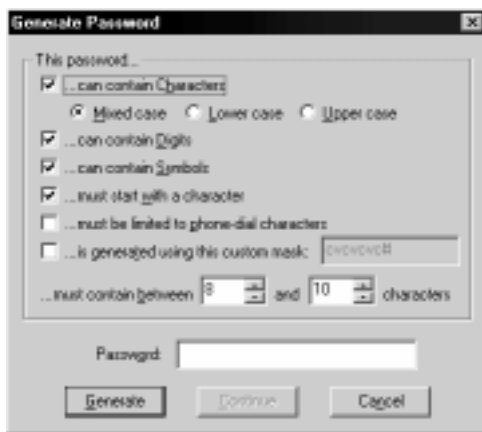 Generate Password
This password...
...can contain Characters
Mixed case Lower case Upper case
...can contain Digits
...can contain Symbols
...must start with a character
...must be limited to phone-dial characters
...is generated using this custom mask: cvcvcvc#
...must contain between 8 and 10 characters
Password:
Generate Continue Cancel